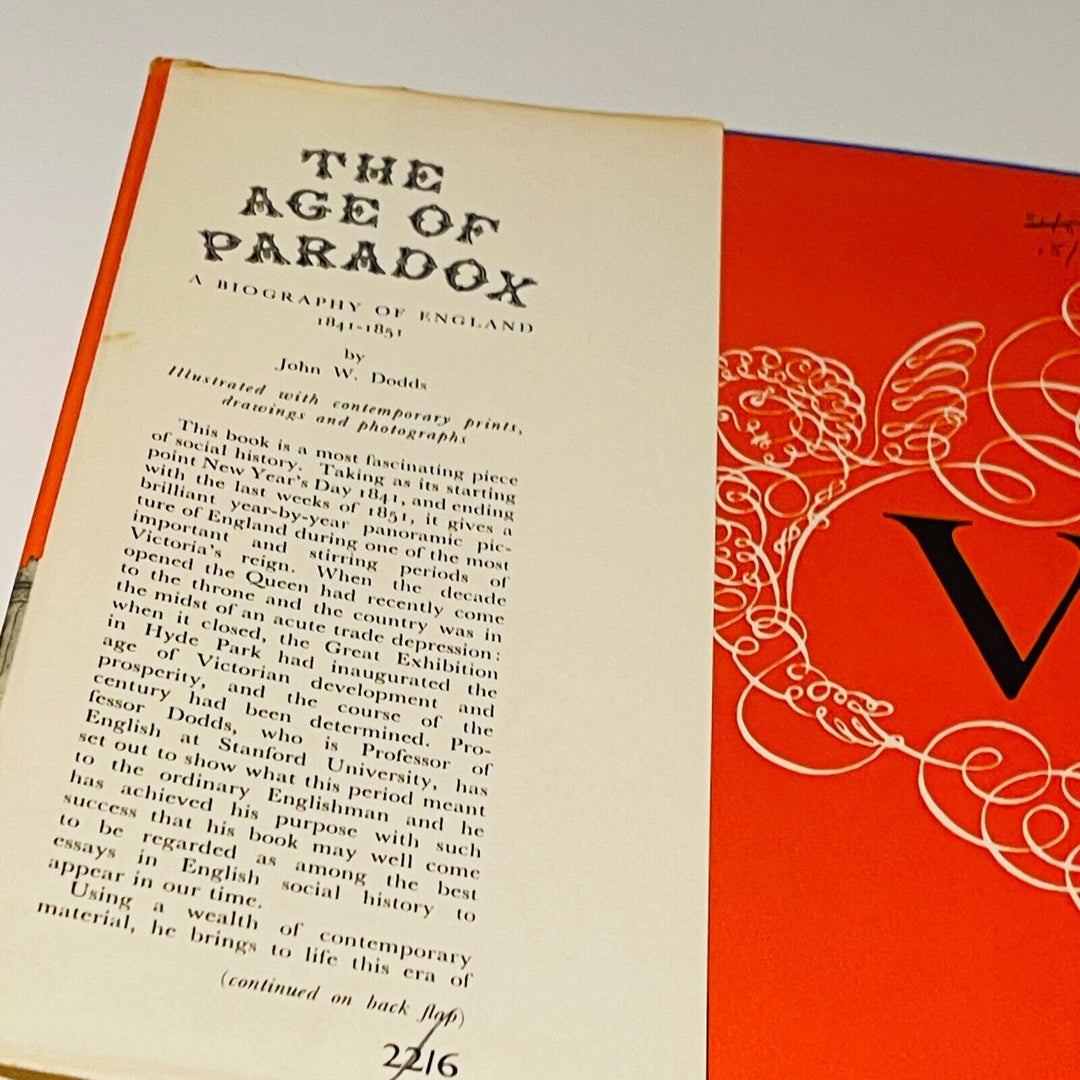 THE
AGE OF
PARADOX
A BIOGRAPHY OF ENGLAND
1841-1851
by
John W. Dodds
Illustrated with contemporary prints,
drawings and photographs
This book is a most fascinating piece
of social history. Taking as its starting
point New Year's Day 1841, and ending
with the last weeks of 1851, it gives a
brilliant year-by-year panoramic pic-
ture of England during one of the most
important and stirring periods of
Victoria's reign. When the decade
opened the Queen had recently come
to the throne and the country was in
the midst of an acute trade depression:
when it closed, the Great Exhibition
in Hyde Park had inaugurated the
age of Victorian development and
prosperity, and the course of the
century had been determined. Pro-
fessor Dodds, who is Professor of
English at Stanford University, has
set out to show what this period meant
to the ordinary Englishman and he
has achieved his purpose with such
success that his book may well come
to be regarded as among the best
essays in English social history to
appear in our time.
Using a wealth of contemporary
material, he brings to life this era of
(continued on back flap)
22/6
V